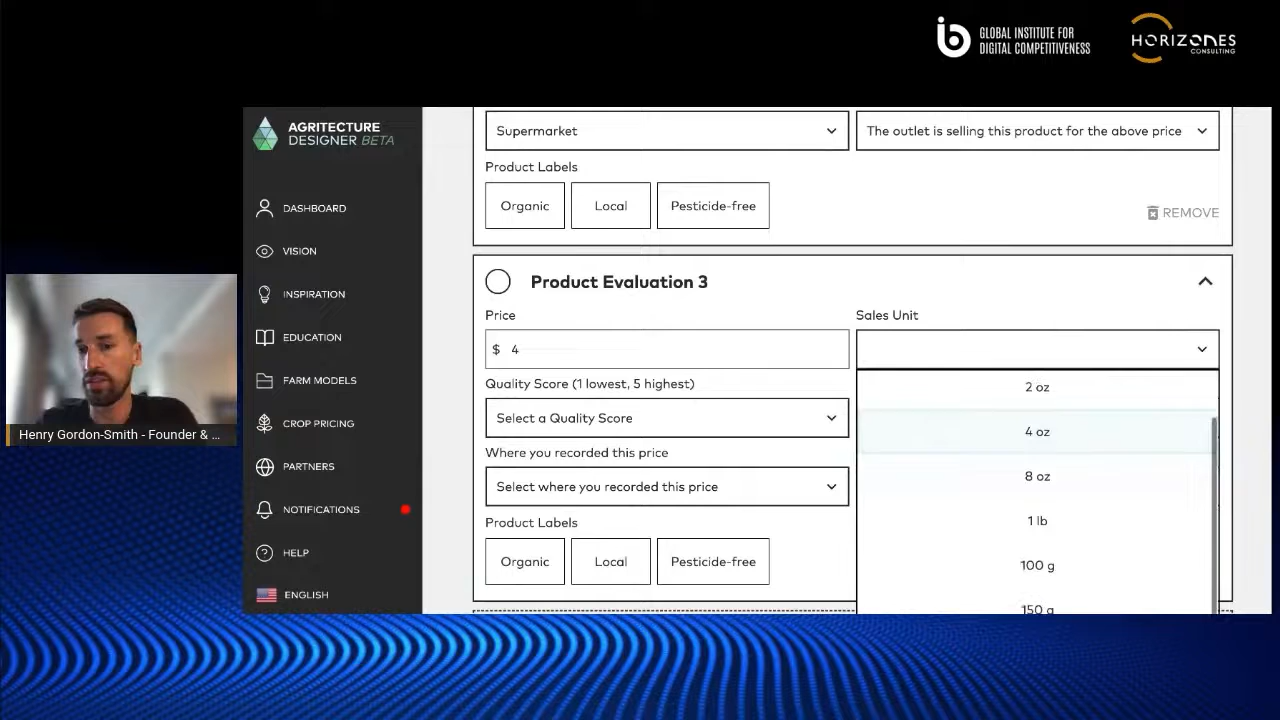 GLOBAL INSTITUTE FOR
DIGITAL COMPETITIVENESS
HORIZONES
CONSULTING
AGRITECTURE
DESIGNER BETA
DASHBOARD
VISION
INSPIRATION
EDUCATION
FARM MODELS
CROP PRICING
PARTNERS
NOTIFICATIONS
HELP
ENGLISH
Supermarket
The outlet is selling this product for the above price
Product Labels
Organic
Local
Pesticide-free
REMOVE
Product Evaluation 3
Price
Sales Unit
$ 4
Quality Score (1 lowest, 5 highest)
2 oz
Select a Quality Score
4 oz
Where you recorded this price
8 oz
Select where you recorded this price
1 lb
Product Labels
Organic
Local
Pesticide-free
100 g
150 g
Henry Gordon-Smith - Founder & ...